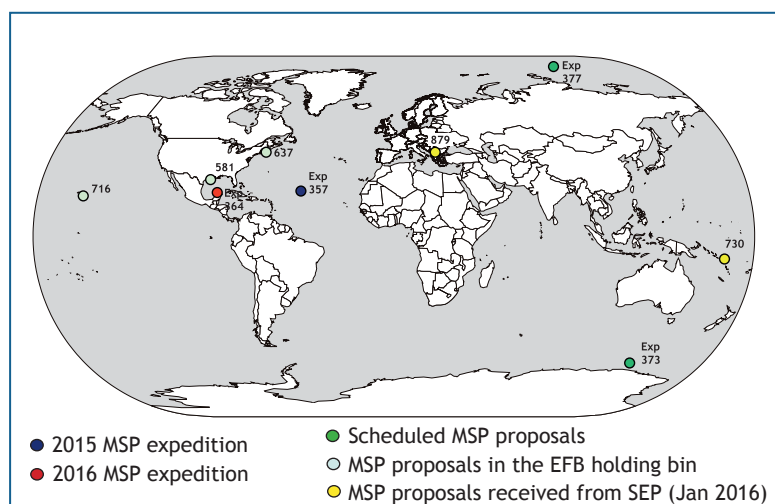 Exp
377
879
637
581
Exp
357
716
Exp
364
730
Exp
373
2015 MSP expedition
2016 MSP expedition
Scheduled MSP proposals
MSP proposals in the EFB holding bin
MSP proposals received from SEP (Jan 2016)